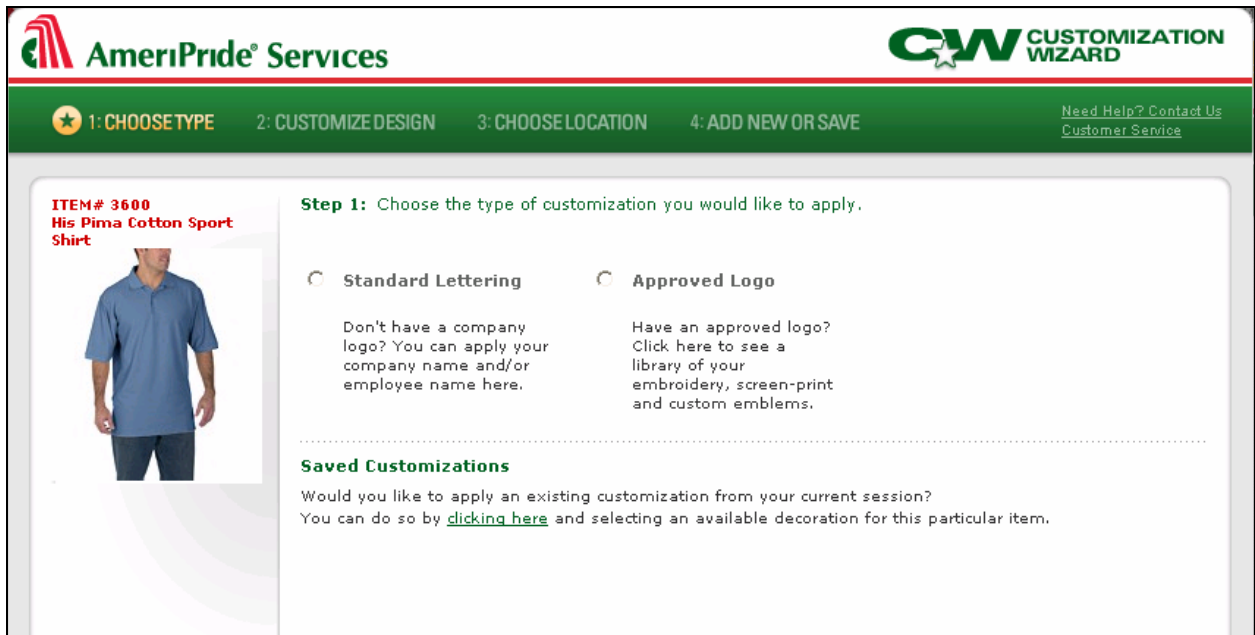 AmeriPride® Services
CW CUSTOMIZATION
WIZARD
1: CHOOSE TYPE 2: CUSTOMIZE DESIGN 3: CHOOSE LOCATION 4: ADD NEW OR SAVE
Need Help? Contact Us
Customer Service
ITEM# 3600
His Pima Cotton Sport
Shirt
Step 1: Choose the type of customization you would like to apply.
Standard Lettering
Don't have a company
logo? You can apply your
company name and/or
employee name here.
Approved Logo
Have an approved logo?
Click here to see a
library of your
embroidery, screen-print
and custom emblems.
Saved Customizations
Would you like to apply an existing customization from your current session?
You can do so by clicking here and selecting an available decoration for this particular item.